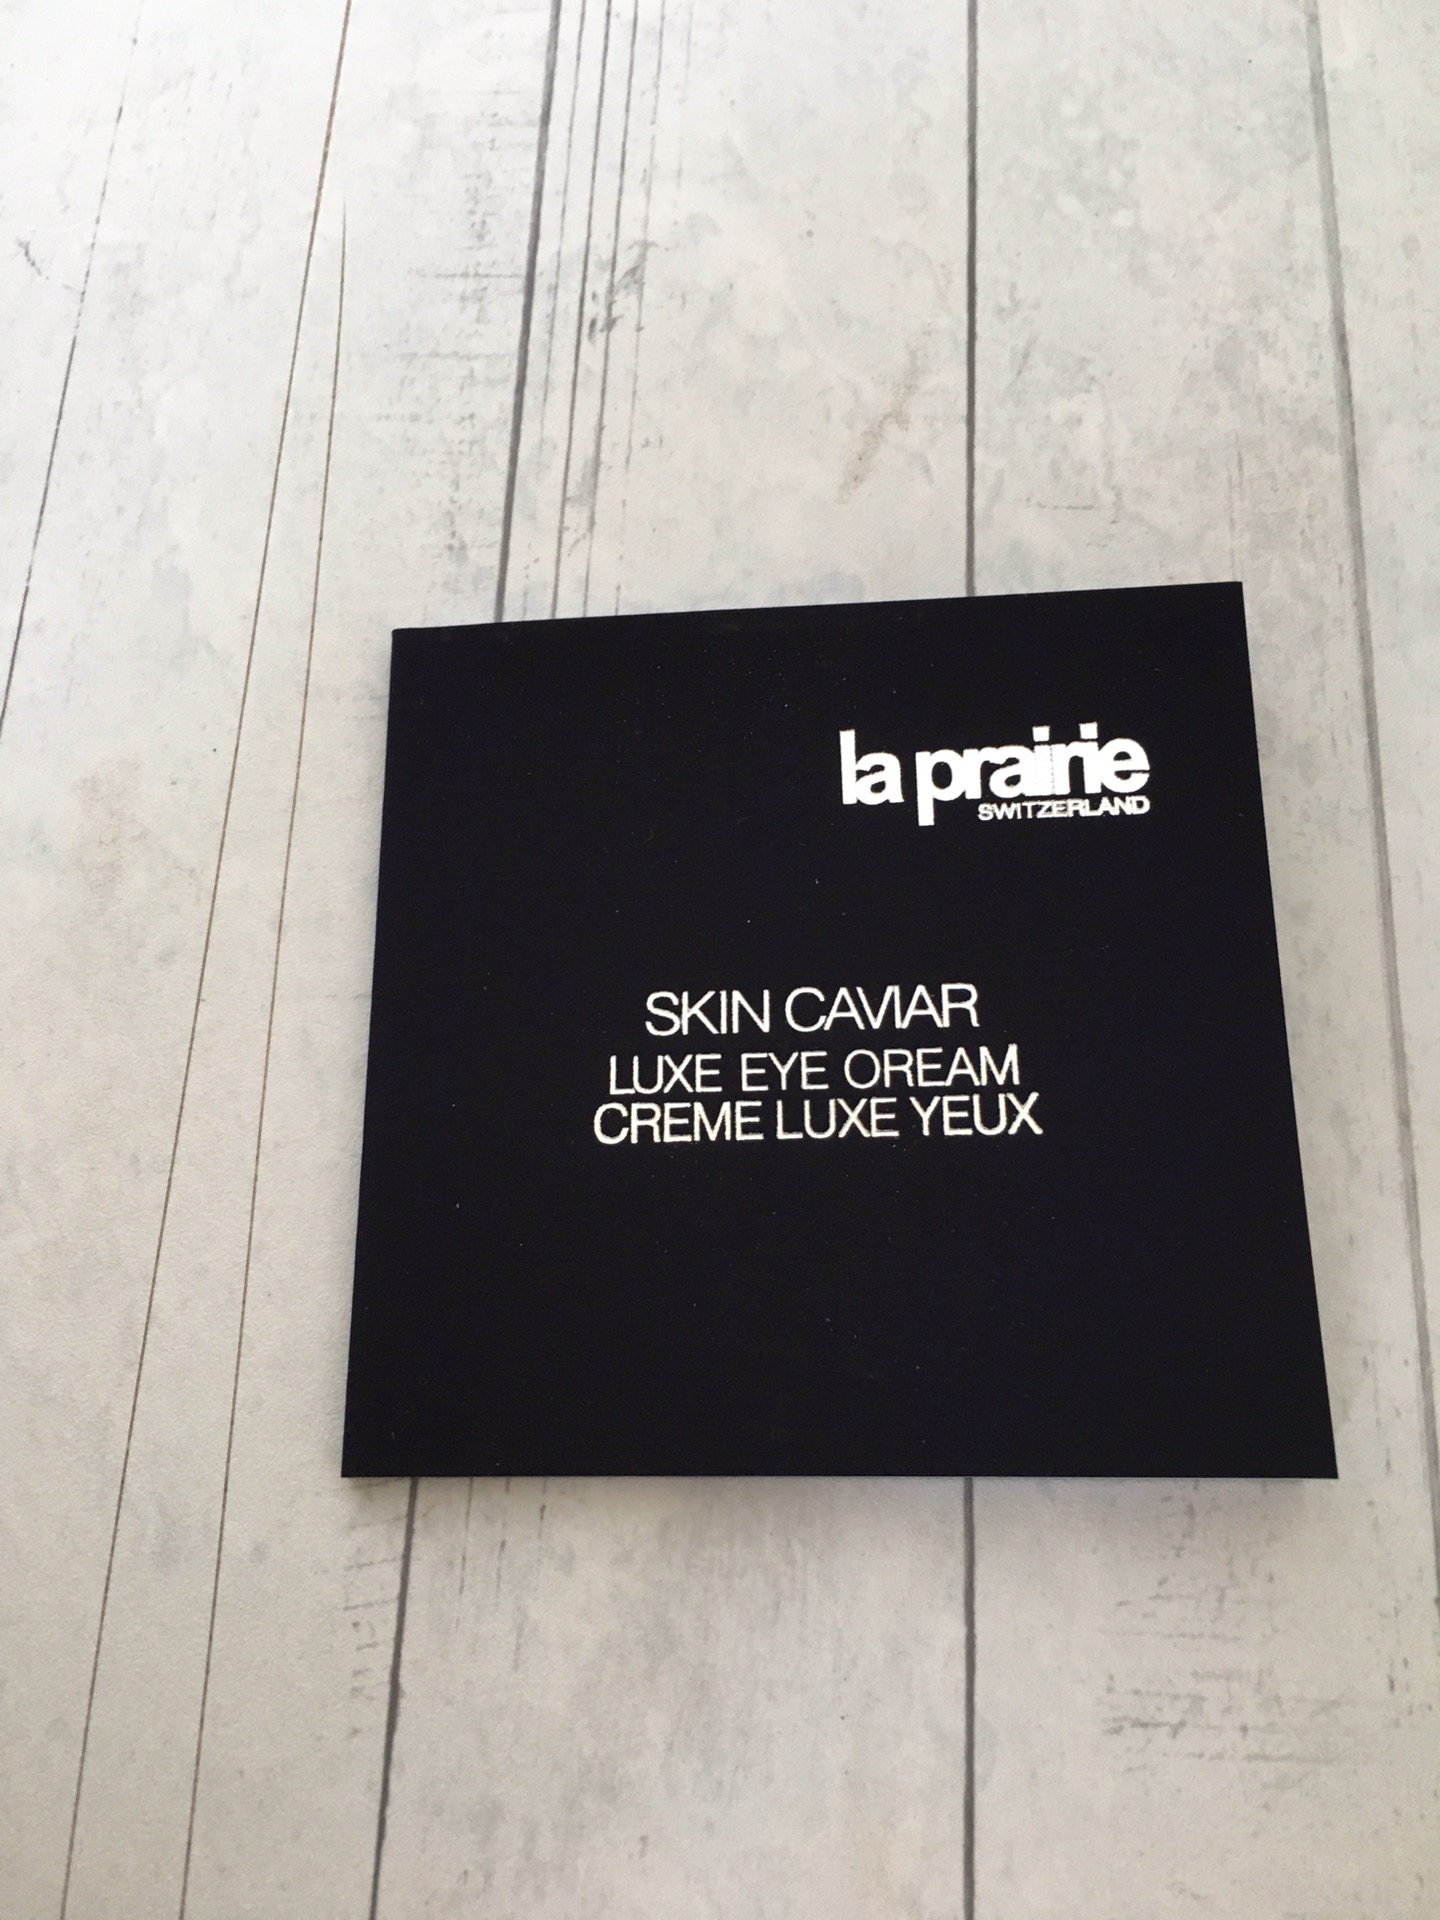 la prairie
SWITZERLAND
SKIN CAVIAR
LUXE EYE OREAM
CREME LUXE YEUX